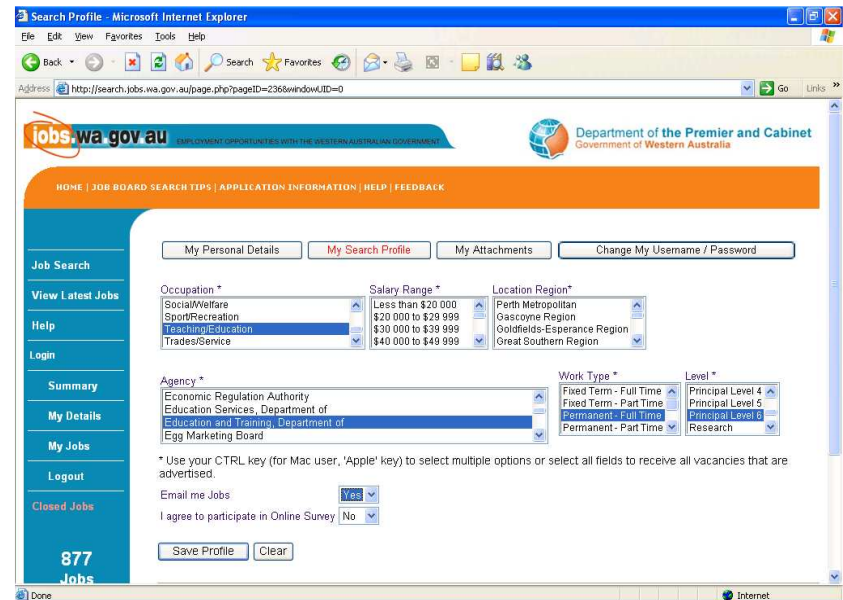 Search Profile - Microsoft Internet Explorer
File Edit View Favorites Tools Help
Back Search Favorites
Address http://search.jobs.wa.gov.au/page.php?pageID=236&windowUID=0 Go Links »
jobs.wa.gov.au EMPLOYMENT OPPORTUNITIES WITH THE WESTERN AUSTRALIAN GOVERNMENT
Department of the Premier and Cabinet
Government of Western Australia
HOME | JOB BOARD SEARCH TIPS | APPLICATION INFORMATION | HELP | FEEDBACK
My Personal Details My Search Profile My Attachments Change My Username / Password
Job Search
View Latest Jobs
Help
Login
Summary
My Details
My Jobs
Logout
Closed Jobs
877
Jobs
Occupation * Salary Range * Location Region*
Social/Welfare Less than $20 000 Perth Metropolitan
Sport/Recreation $20 000 to $29 999 Gascoyne Region
Teaching/Education $30 000 to $39 999 Goldfields-Esperance Region
Trades/Service $40 000 to $49 999 Great Southern Region
Agency * Work Type * Level *
Economic Regulation Authority Fixed Term - Full Time Principal Level 4
Education Services, Department of Fixed Term - Part Time Principal Level 5
Education and Training, Department of Permanent - Full Time Principal Level 6
Egg Marketing Board Permanent - Part Time Research
* Use your CTRL key (for Mac user, 'Apple' key) to select multiple options or select all fields to receive all vacancies that are
advertised.
Email me Jobs Yes
I agree to participate in Online Survey No
Save Profile Clear
Done Internet